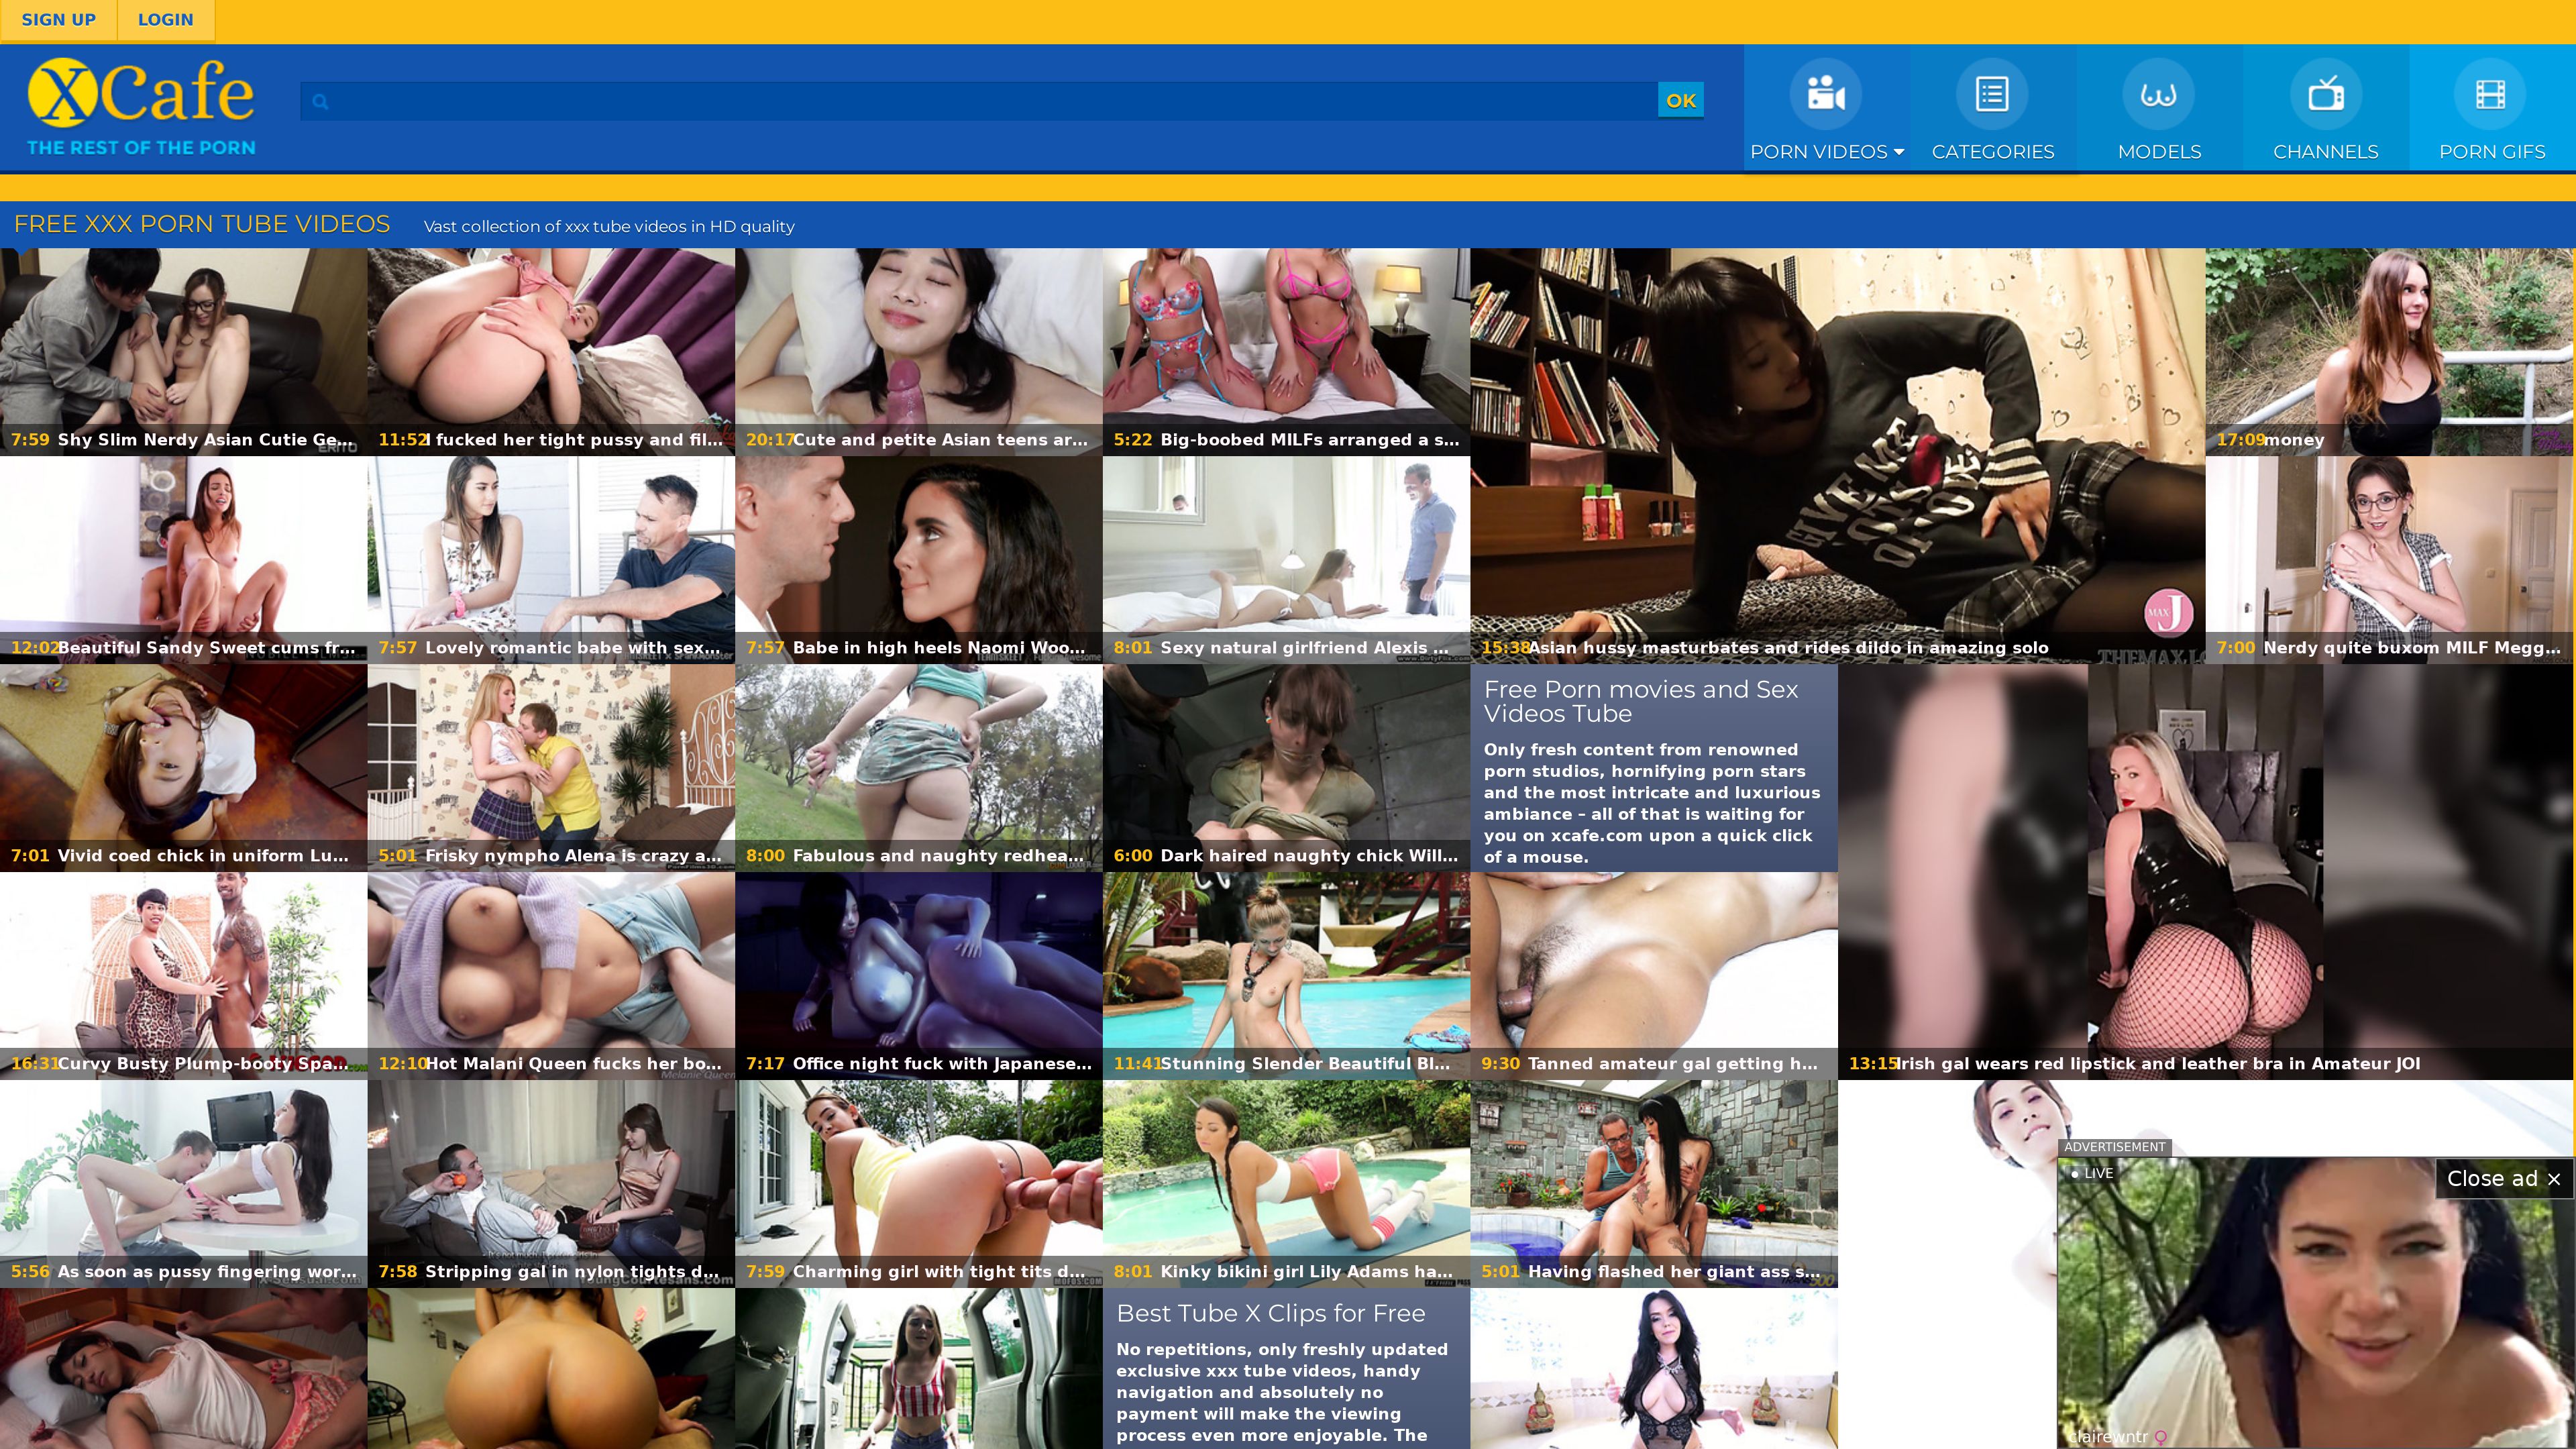 SIGN UP
LOGIN
XCafe
THE REST OF THE PORN
OK
PORN VIDEOS
CATEGORIES
MODELS
CHANNELS
PORN GIFS
FREE XXX PORN TUBE VIDEOS
Vast collection of xxx tube videos in HD quality
7:59 Shy Slim Nerdy Asian Cutie Ge...
ERITO
11:52 I fucked her tight pussy and fil...
20:17 Cute and petite Asian teens ar...
5:22 Big-boobed MILFs arranged a s...
GIVE ME
15:38 Asian hussy masturbates and rides dildo in amazing solo
MAX J
17:09 money
12:02 Beautiful Sandy Sweet cums fr...
7:57 Lovely romantic babe with sex...
7:57 Babe in high heels Naomi Woo...
8:01 Sexy natural girlfriend Alexis ...
7:00 Nerdy quite buxom MILF Megg...
7:01 Vivid coed chick in uniform Lu...
5:01 Frisky nympho Alena is crazy a...
8:00 Fabulous and naughty redhea...
6:00 Dark haired naughty chick Will...
Free Porn movies and Sex
Videos Tube
Only fresh content from renowned
porn studios, hornifying porn stars
and the most intricate and luxurious
ambiance – all of that is waiting for
you on xcafe.com upon a quick click
of a mouse.
16:31 Curvy Busty Plump-booty Spa...
12:10 Hot Malani Queen fucks her bo...
7:17 Office night fuck with Japanese...
11:41 Stunning Slender Beautiful Bl...
9:30 Tanned amateur gal getting h...
13:15 Irish gal wears red lipstick and leather bra in Amateur JOI
5:56 As soon as pussy fingering wor...
7:58 Stripping gal in nylon tights d...
7:59 Charming girl with tight tits d...
MOFOS.COM
8:01 Kinky bikini girl Lily Adams ha...
5:01 Having flashed her giant ass s...
ADVERTISEMENT
LIVE
Close ad ×
clairewntr
Best Tube X Clips for Free
No repetitions, only freshly updated
exclusive xxx tube videos, handy
navigation and absolutely no
payment will make the viewing
process even more enjoyable. The